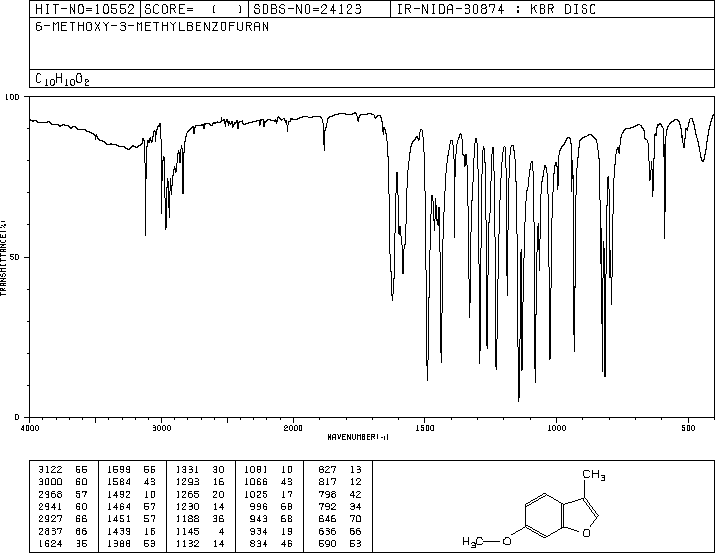 HIT-NO=10552 SCORE= ( ) SDBS-NO=24123 IR-NIDA-30874 : KBR DISC
6-METHOXY-3-METHYLBENZOFURAN
C10H10O2
100
50
0
TRANSMITTANCE(%)
4000 3000 2000 1500 1000 500
WAVENUMBER(-1)
3122 55 1599 55 1331 30 1081 10 827 13
3000 60 1584 43 1293 16 1066 43 817 12
2968 57 1492 10 1265 20 1025 17 798 42
2941 60 1464 57 1230 14 996 68 792 34
2927 66 1451 57 1188 36 943 68 646 70
2837 66 1439 16 1145 4 934 19 636 66
1624 35 1388 53 1132 14 834 46 590 53
CH3
H3C O O